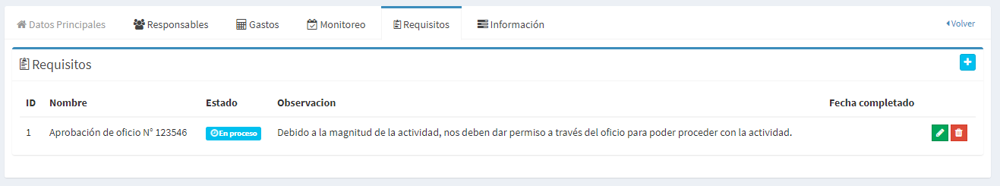 Datos Principales Responsables Gastos Monitoreo Requisitos Información Volver
Requisitos
ID Nombre Estado Observacion Fecha completado
1 Aprobación de oficio N° 123546 En proceso Debido a la magnitud de la actividad, nos deben dar permiso a través del oficio para poder proceder con la actividad.